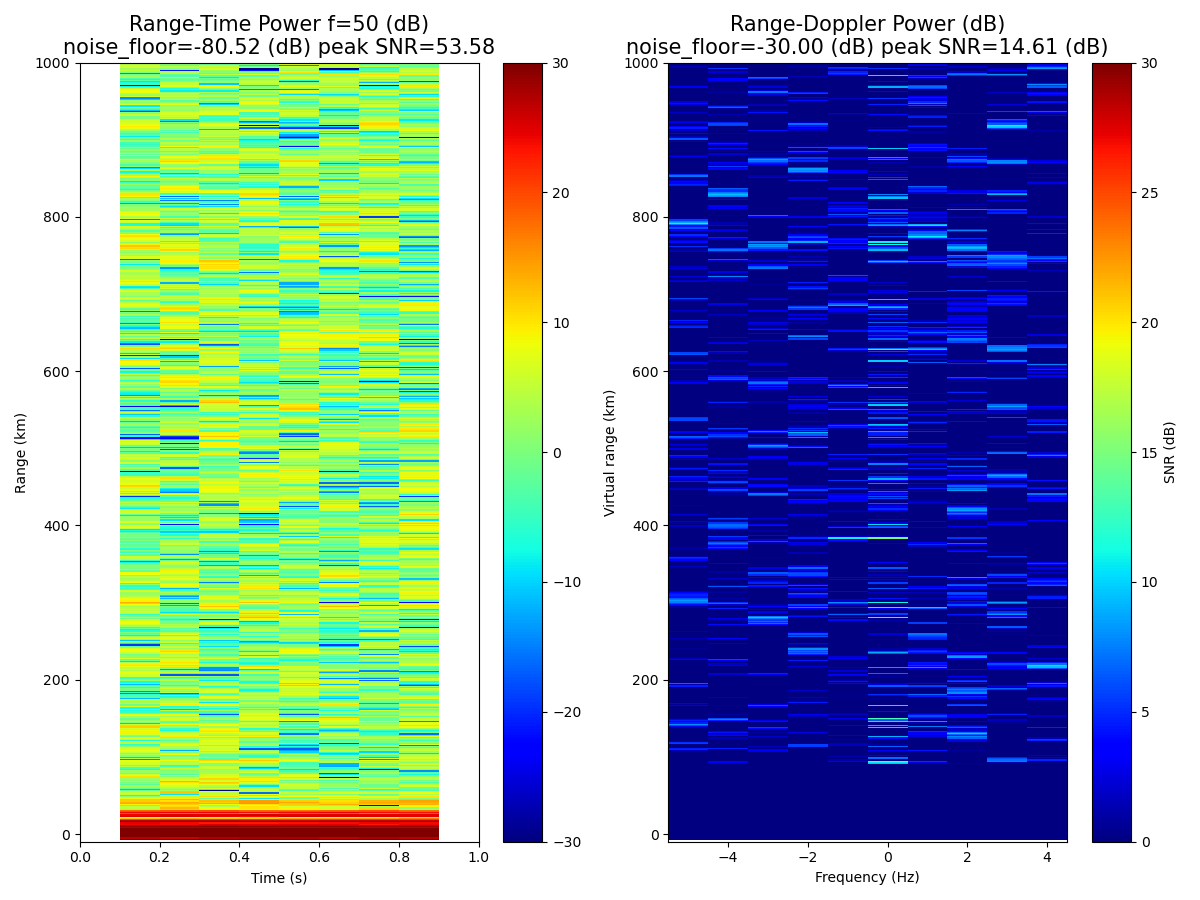 Range-Time Power f=50 (dB)
noise_floor=-80.52 (dB) peak SNR=53.58
1000
800
600
400
200
0
Range (km)
0.0 0.2 0.4 0.6 0.8 1.0
Time (s)
30
20
10
0
−10
−20
−30
Range-Doppler Power (dB)
noise_floor=-30.00 (dB) peak SNR=14.61 (dB)
1000
800
600
400
200
0
Virtual range (km)
−4 −2 0 2 4
Frequency (Hz)
30
25
20
15
10
5
0
SNR (dB)